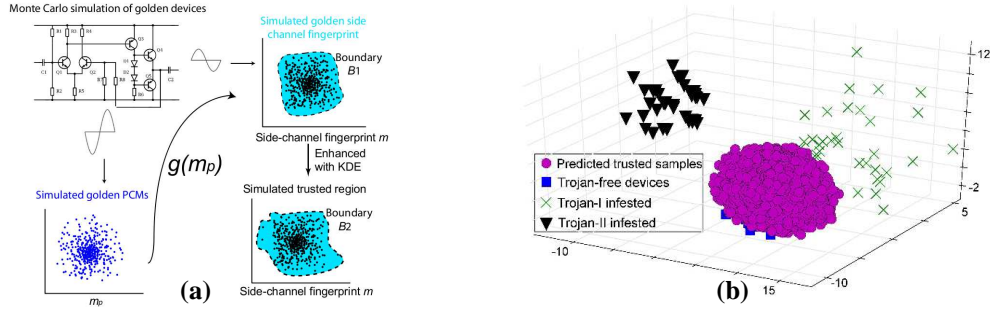 Monte Carlo simulation of golden devices
R1
R3
R4
Q3
Q4
C1
Q1
Q2
D1
D2
C2
R7
R8
Q5
R2
R5
R6
Simulated golden PCMs
mp
g(mp)
(a)
Simulated golden side
channel fingerprint
Boundary
B1
Side-channel fingerprint m
Enhanced
with KDE
Simulated trusted region
Boundary
B2
Side-channel fingerprint m
Predicted trusted samples
Trojan-free devices
Trojan-I infested
Trojan-II infested
12
-2
5
-10
15
-10
(b)